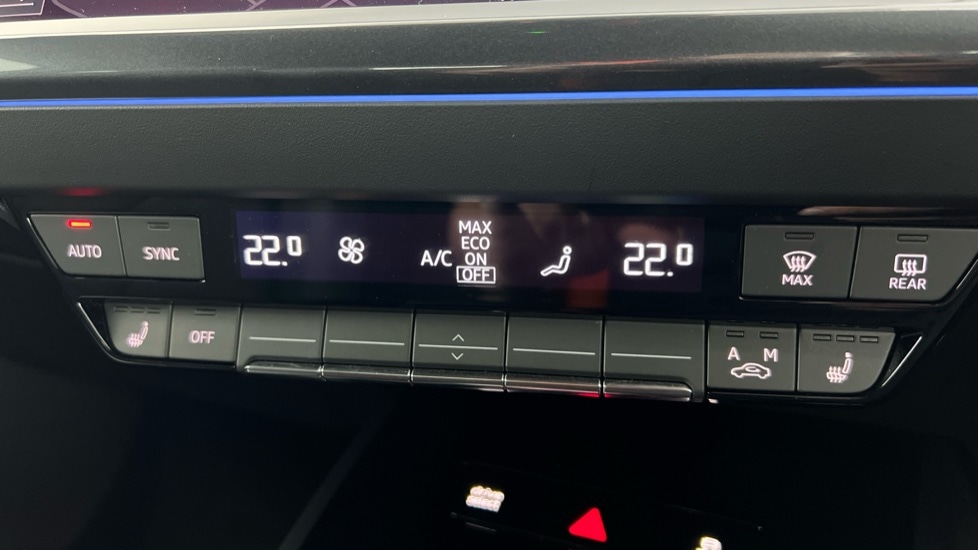 AUTO
SYNC
22.0
A/C
MAX
ECO
ON
OFF
22.0
MAX
REAR
OFF
A M